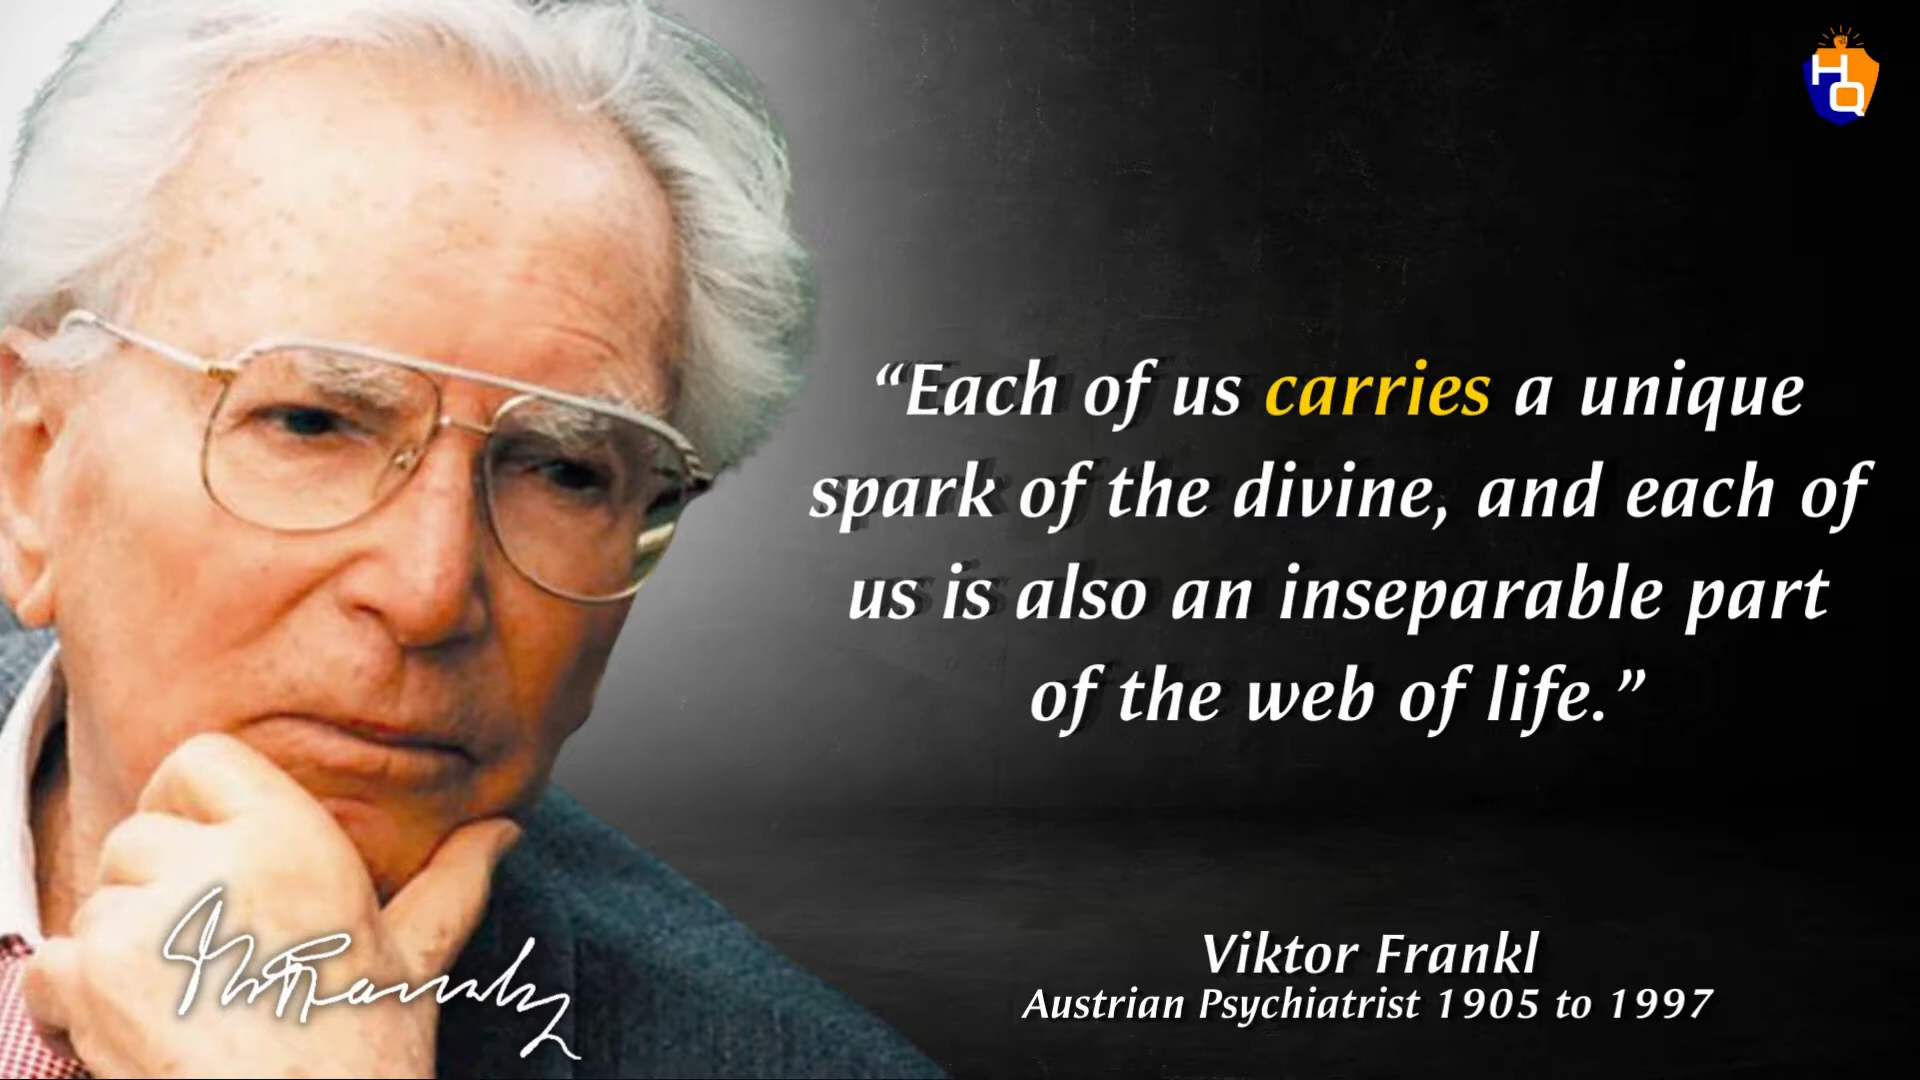 HQ
“Each of us carries a unique
spark of the divine, and each of
us is also an inseparable part
of the web of life.”
Viktor Frankl
Austrian Psychiatrist 1905 to 1997